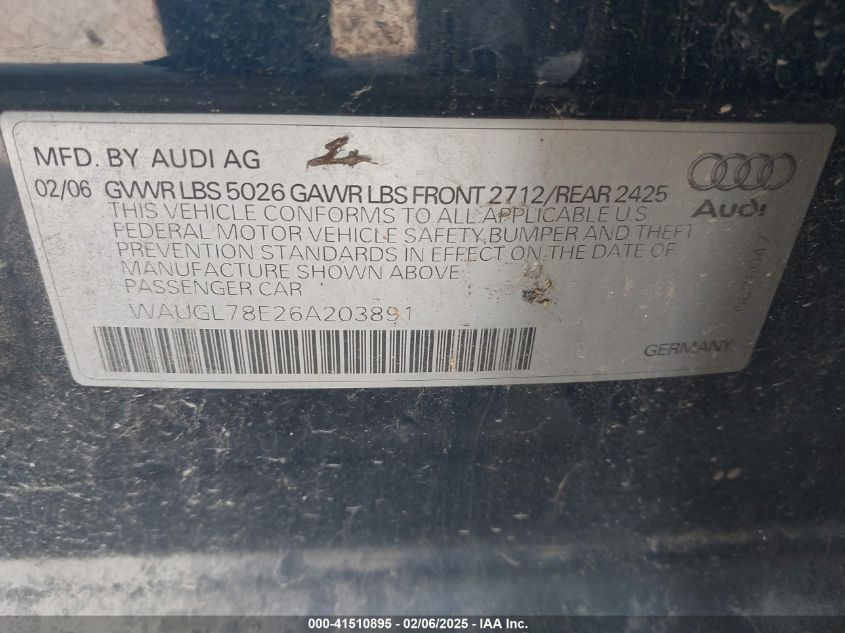 MFD. BY AUDI AG
02/06 GVWR LBS 5026 GAWR LBS FRONT 2712/REAR 2425
THIS VEHICLE CONFORMS TO ALL APPLICABLE U S
FEDERAL MOTOR VEHICLE SAFETY, BUMPER AND THEFT
PREVENTION STANDARDS IN EFFECT ON THE DATE OF
MANUFACTURE SHOWN ABOVE
PASSENGER CAR
WAUGL78E26A203891
Audi
GERMANY
000-41510895 - 02/06/2025 - IAA Inc.